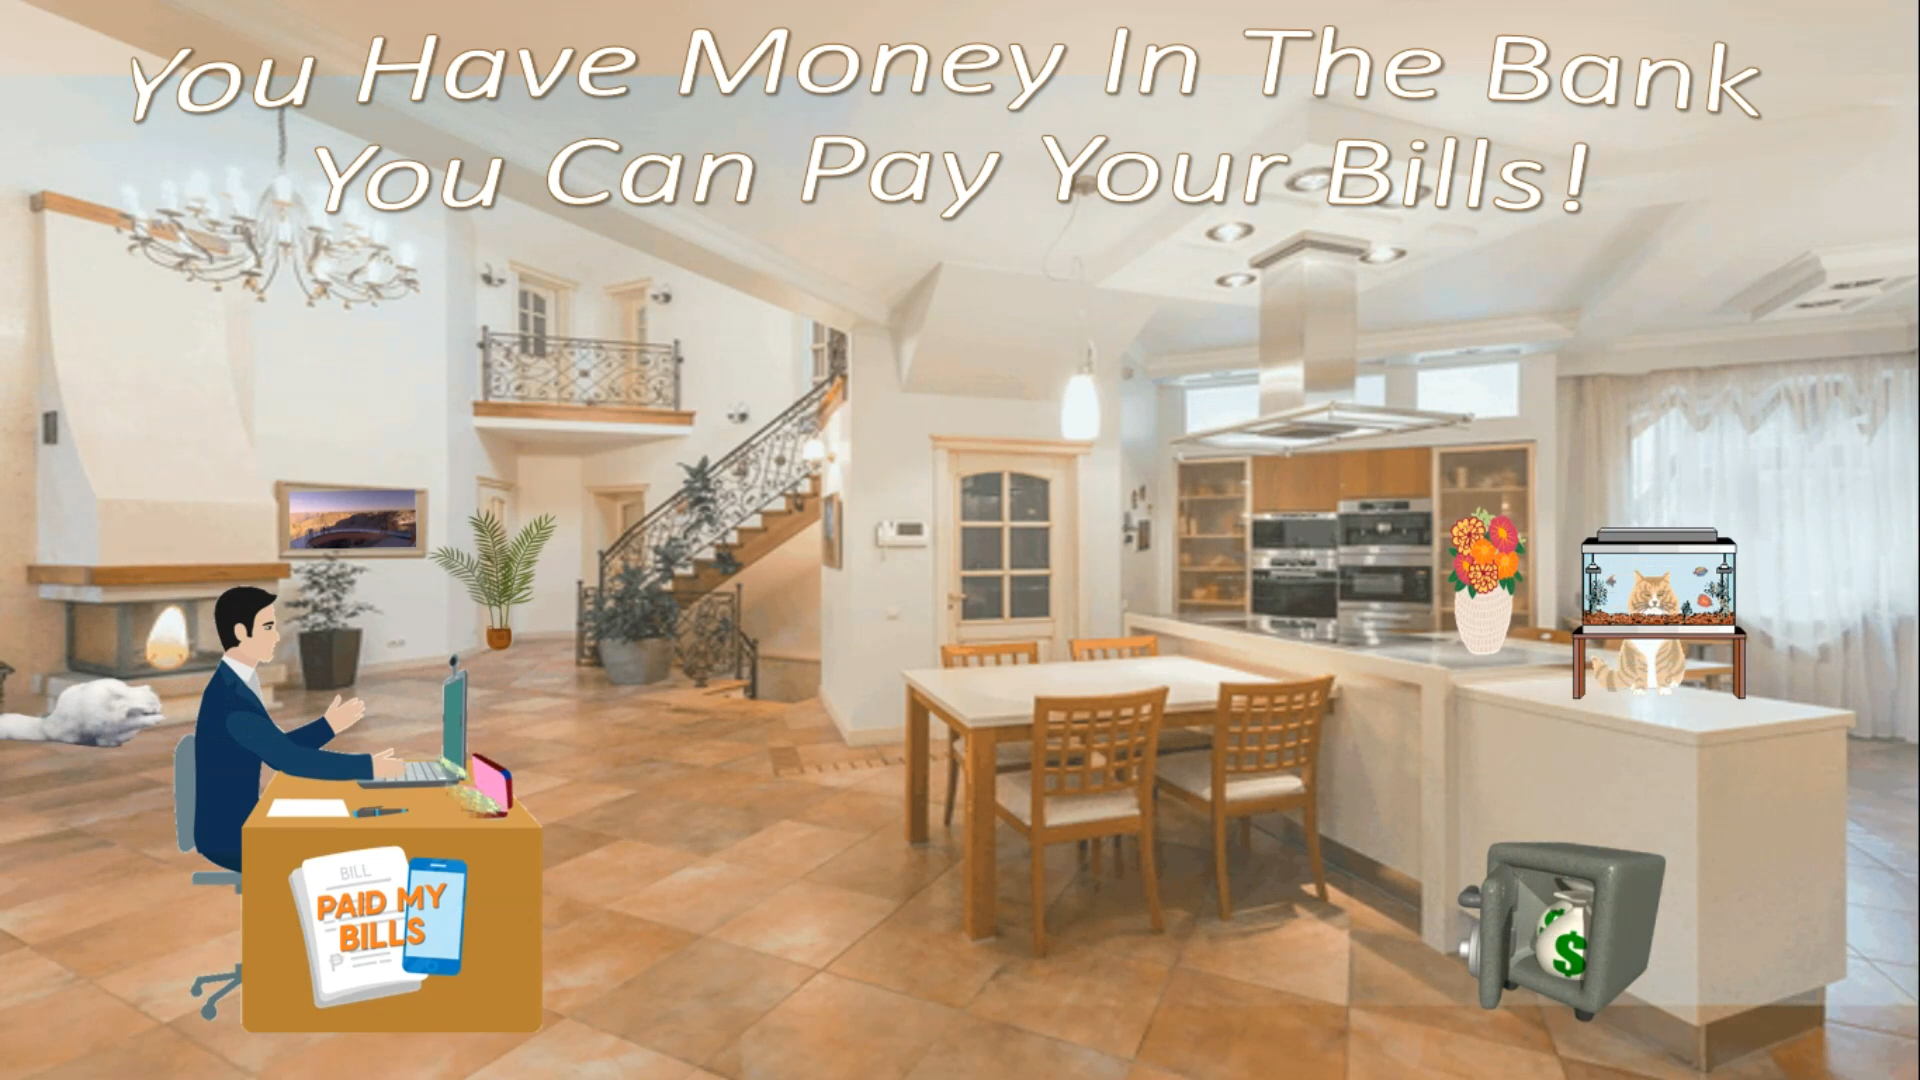 You Have Money In The Bank
You Can Pay Your Bills!
BILL
PAID MY
BILLS
$